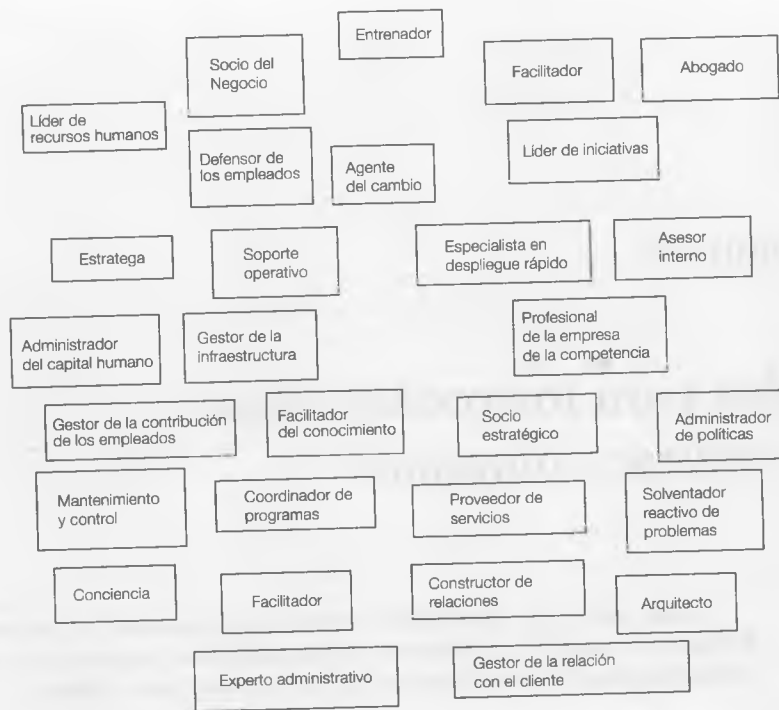 Entrenador
Socio del
Negocio
Facilitador
Abogado
Líder de
recursos humanos
Defensor de
los empleados
Agente
del cambio
Líder de iniciativas
Estratega
Soporte
operativo
Especialista en
despliegue rápido
Asesor
interno
Administrador
del capital humano
Gestor de la
infraestructura
Profesional
de la empresa
de la competencia
Gestor de la contribución
de los empleados
Facilitador
del conocimiento
Socio
estratégico
Administrador
de políticas
Mantenimiento
y control
Coordinador de
programas
Proveedor de
servicios
Solventador
reactivo de
problemas
Conciencia
Facilitador
Constructor de
relaciones
Arquitecto
Experto administrativo
Gestor de la relación
con el cliente